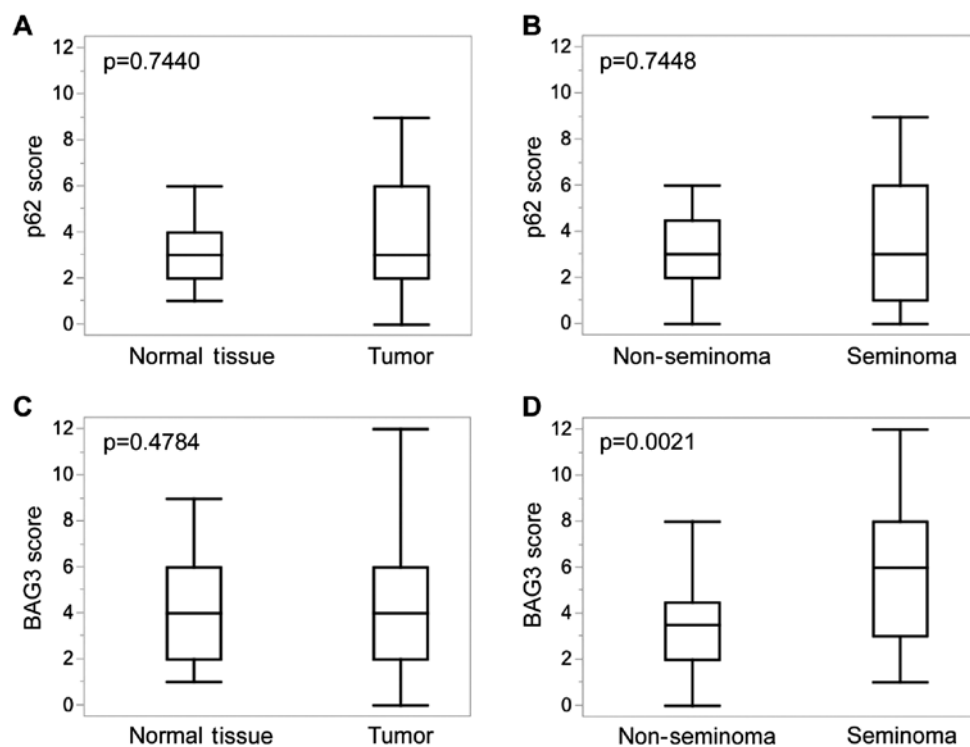 A
p=0.7440
p62 score
12
10
8
6
4
2
0
Normal tissue Tumor
B
p=0.7448
p62 score
12
10
8
6
4
2
0
Non-seminoma Seminoma
C
p=0.4784
BAG3 score
12
10
8
6
4
2
0
Normal tissue Tumor
D
p=0.0021
BAG3 score
12
10
8
6
4
2
0
Non-seminoma Seminoma